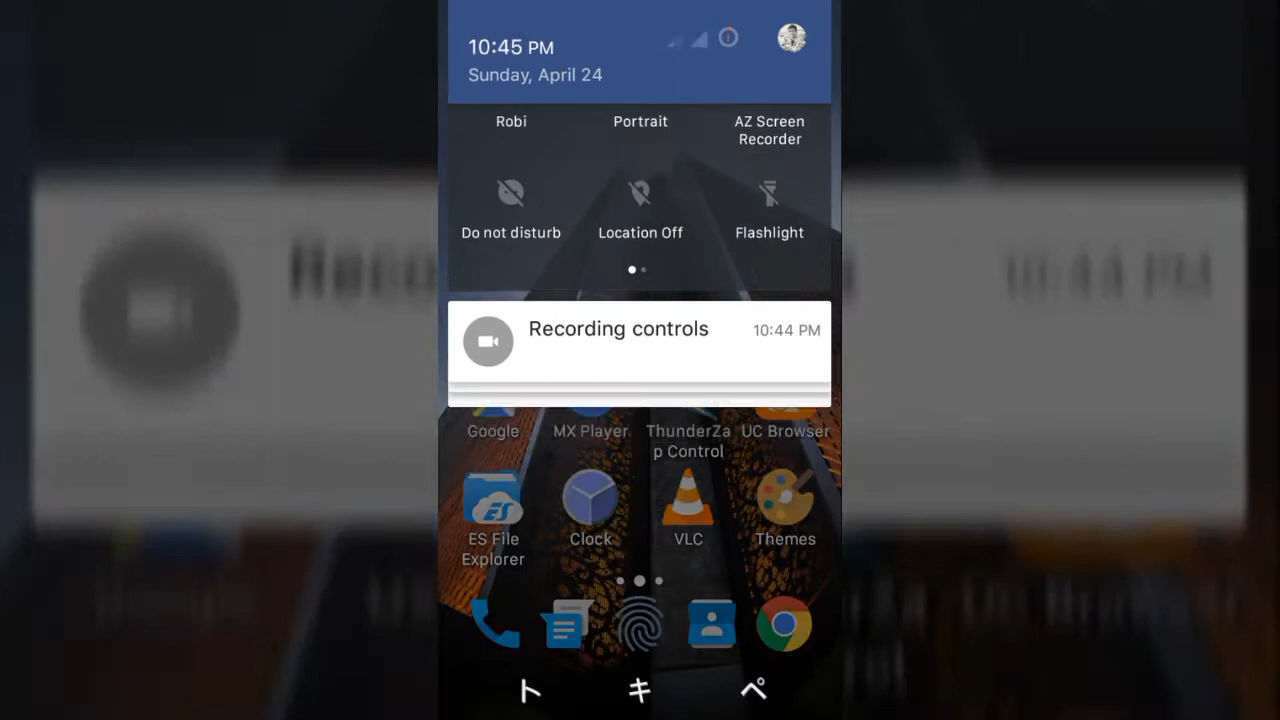 10:45 PM
Sunday, April 24
Robi
Portrait
AZ Screen
Recorder
Do not disturb
Location Off
Flashlight
Recording controls
10:44 PM
Google
MX Player
ThunderZa
p Control
UC Browser
ES File
Explorer
Clock
VLC
Themes
ト キ ペ